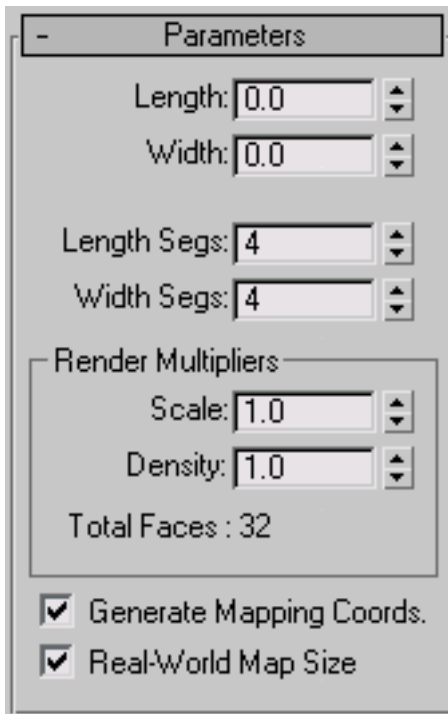 - Parameters
Length: 0.0
Width: 0.0
Length Segs: 4
Width Segs: 4
Render Multipliers
Scale: 1.0
Density: 1.0
Total Faces : 32
Generate Mapping Coords.
Real-World Map Size